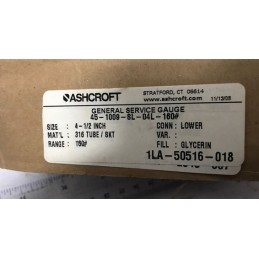 ASHCROFT
STRATFORD, CT 06614
www.ashcroft.com 11/13/08
GENERAL SERVICE GAUGE
45-1009-SL-04L-160#
SIZE : 4-1/2 INCH CONN : LOWER
MAT'L : 316 TUBE / SKT VAR. :
RANGE : 160# FILL : GLYCERIN
1LA-50516-018